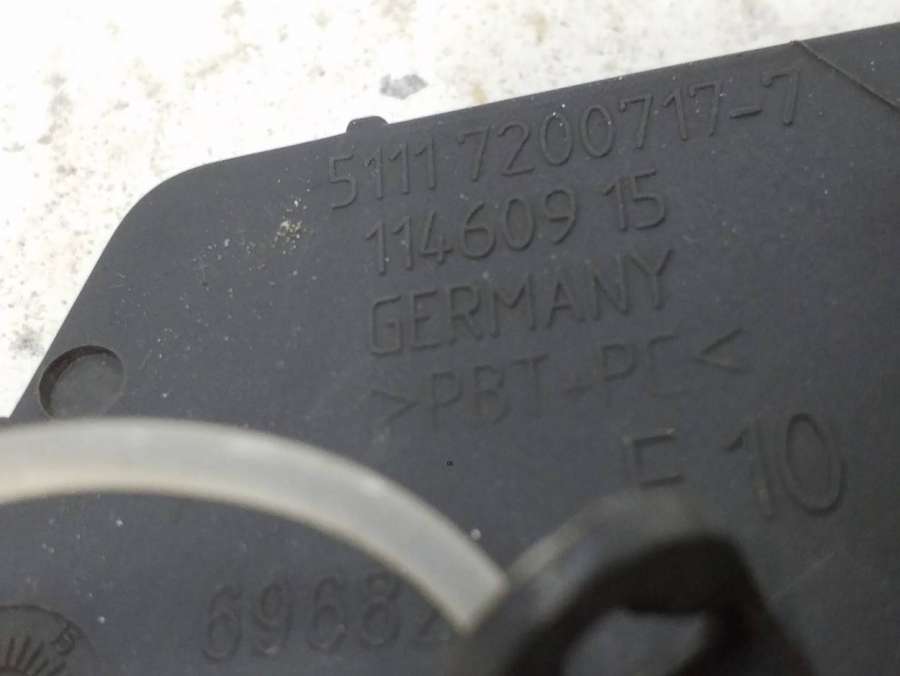 5111 7200717-7
114609 15
GERMANY
>PBT+PC<
F 10